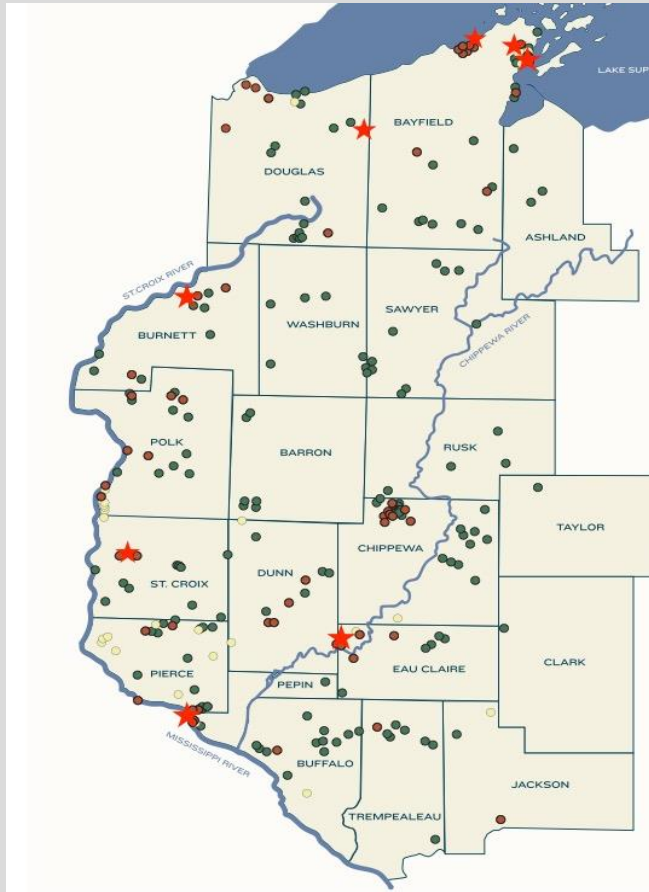 LAKE SUP
BAYFIELD
DOUGLAS
ASHLAND
ST.CROIX RIVER
SAWYER
WASHBURN
BURNETT
CHIPPEWA RIVER
POLK
BARRON
RUSK
TAYLOR
CHIPPEWA
DUNN
ST. CROIX
CLARK
EAU CLAIRE
PIERCE
PEPIN
MISSISSIPPI RIVER
BUFFALO
JACKSON
TREMPEALEAU